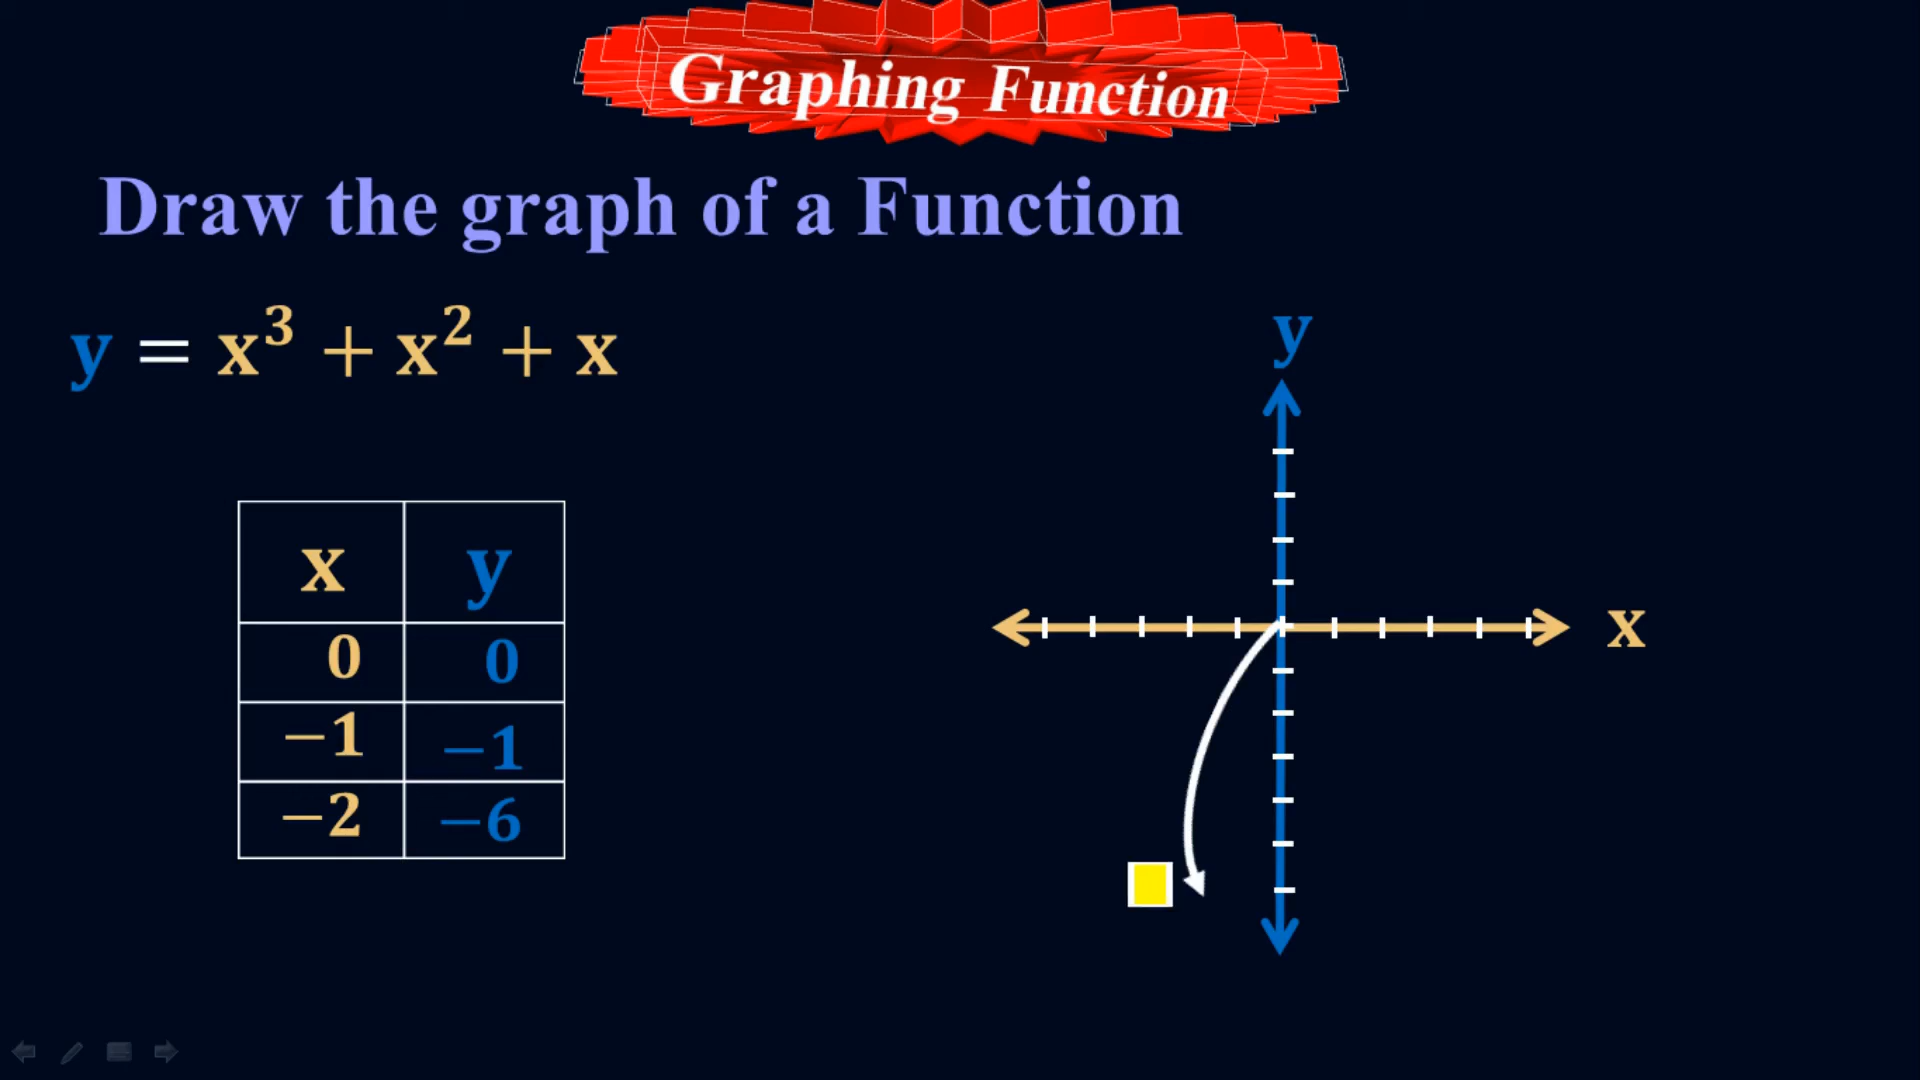 Graphing Function
Draw the graph of a Function
y = x³ + x² + x
y
x
x y
0 0
−1 −1
−2 −6